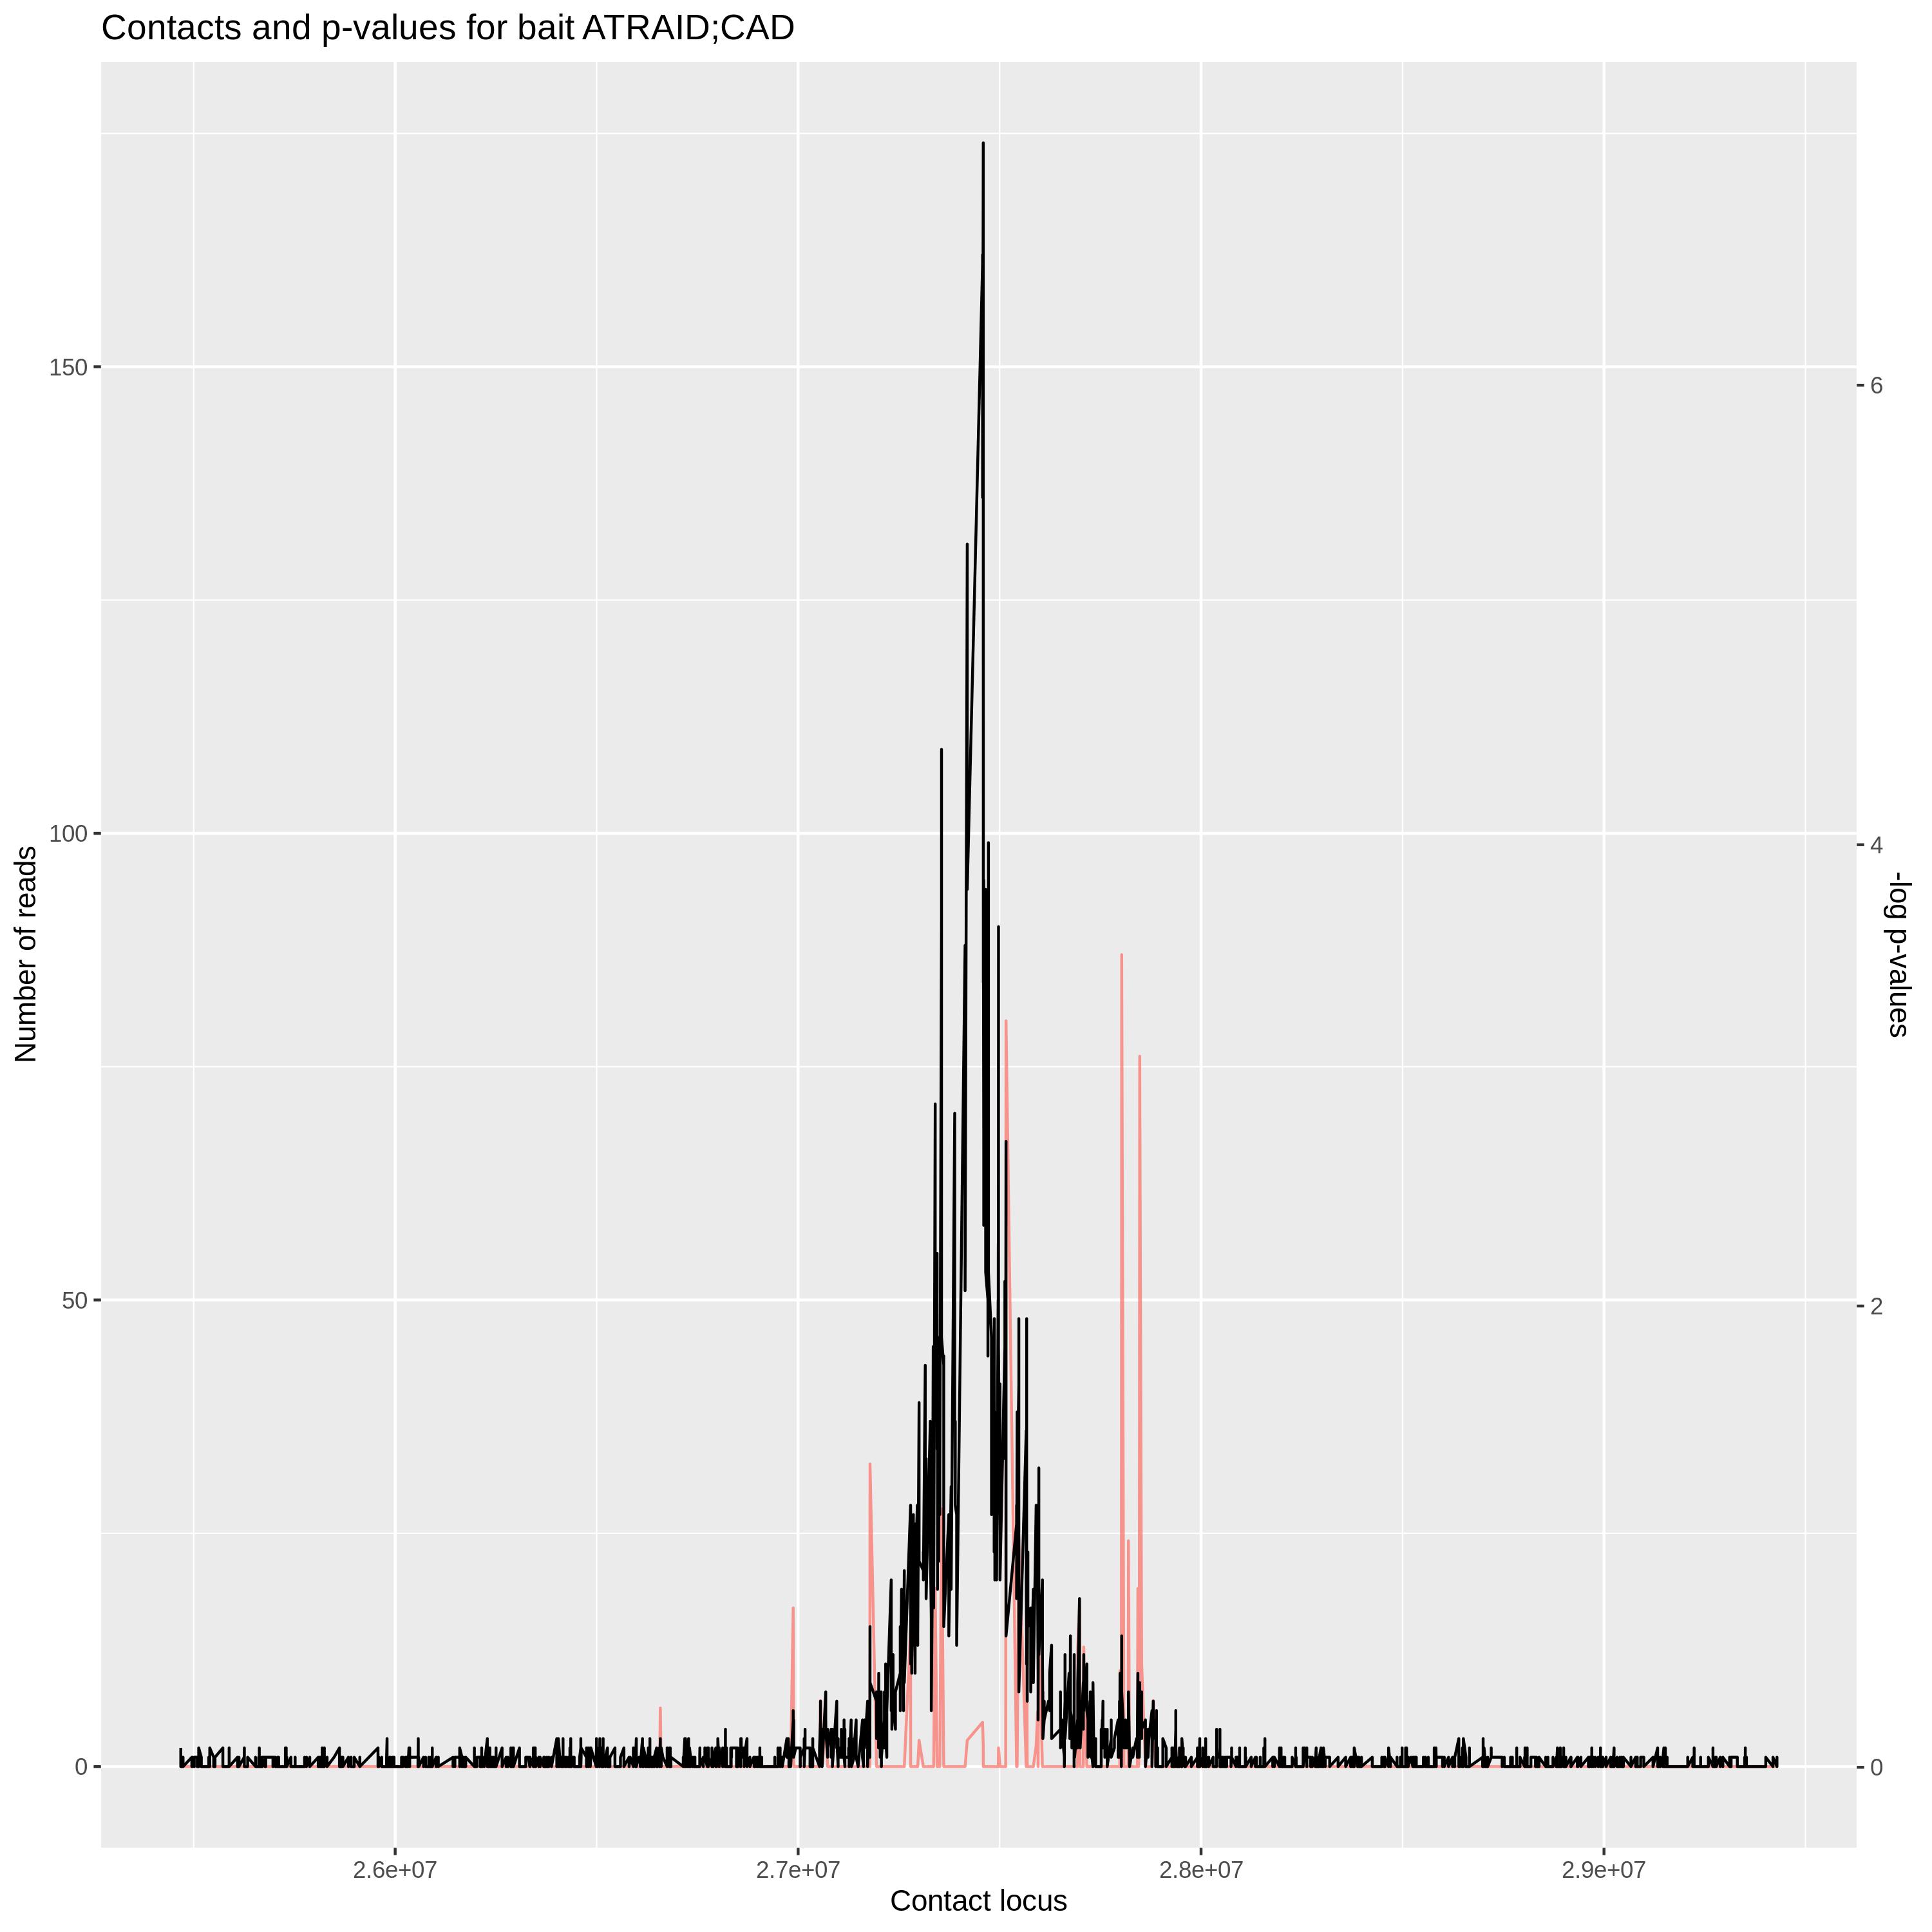 Contacts and p-values for bait ATRAID;CAD
150
100
50
0
Number of reads
6
4
2
0
-log p-values
2.6e+07 2.7e+07 2.8e+07 2.9e+07
Contact locus